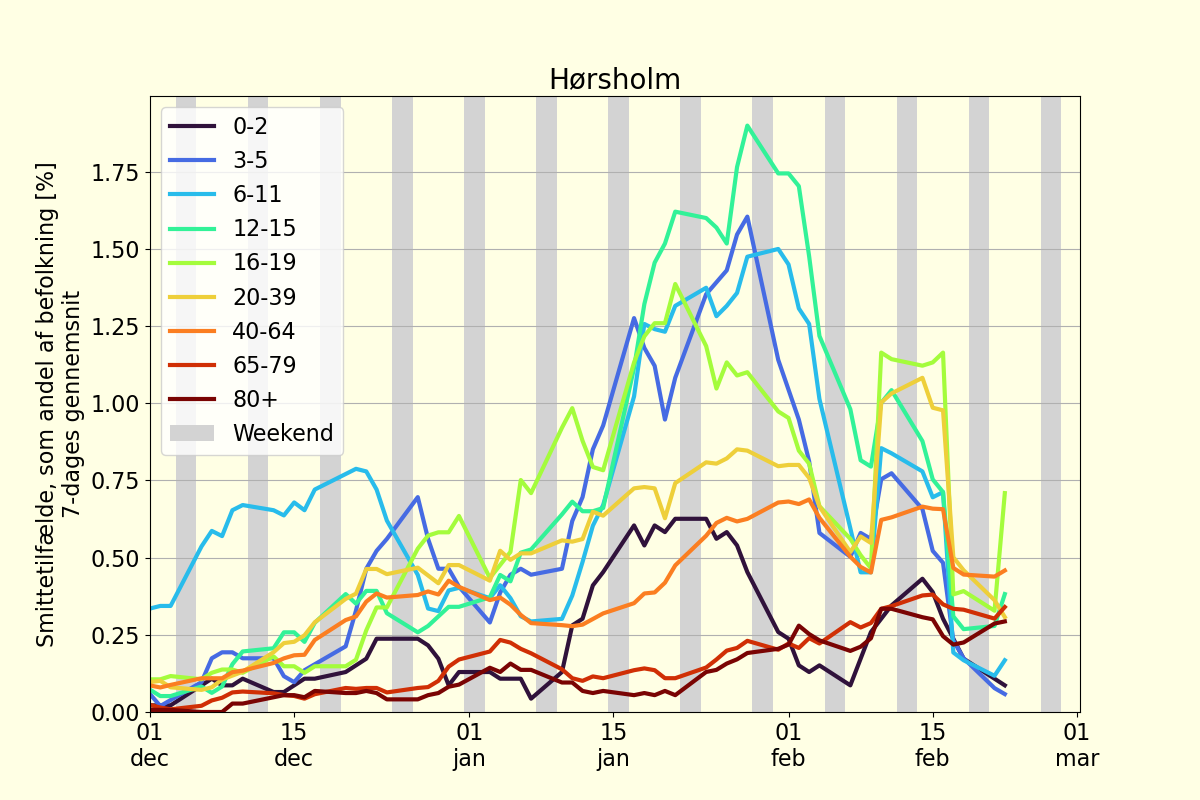 Hørsholm
Smittetilfælde, som andel af befolkning [%]
7-dages gennemsnit
1.75
1.50
1.25
1.00
0.75
0.50
0.25
0.00
0-2
3-5
6-11
12-15
16-19
20-39
40-64
65-79
80+
Weekend
01 15 01 15 01 15 01
dec dec jan jan feb feb mar